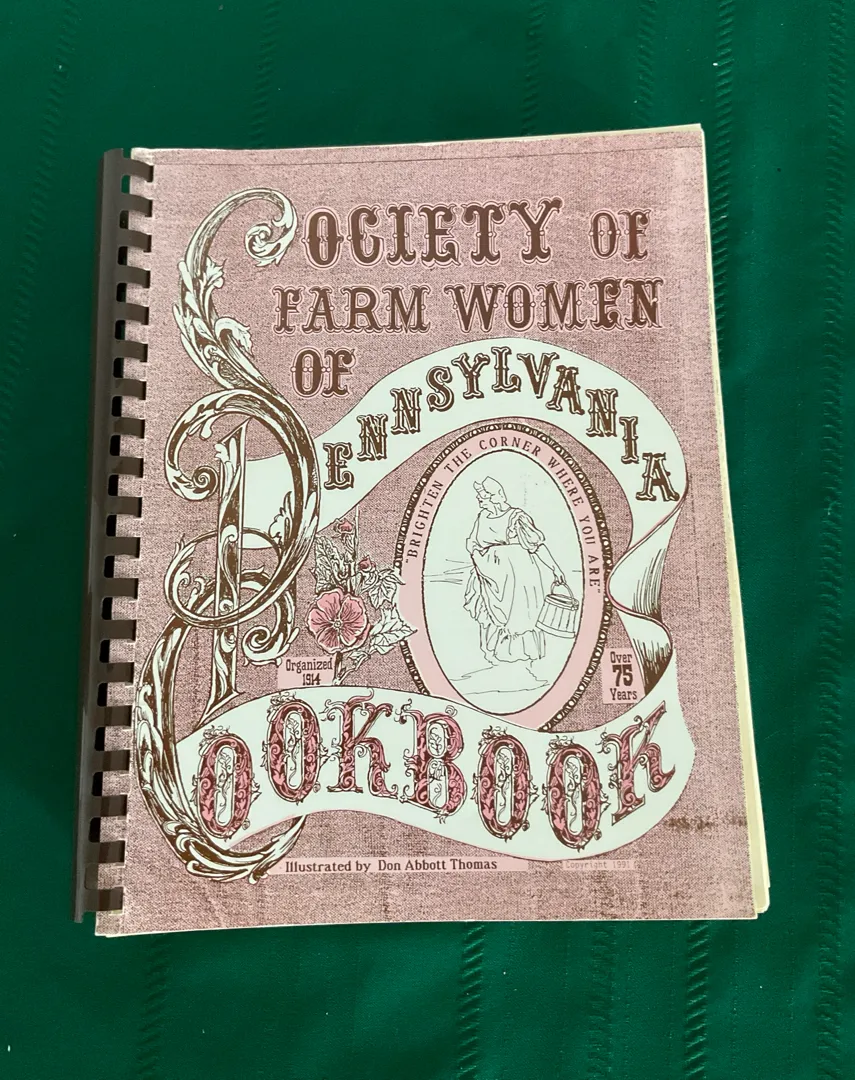 SOCIETY OF
FARM WOMEN
OF
PENNSYLVANIA
"BRIGHTEN THE CORNER WHERE YOU ARE"
Organized
1914
Over
75
Years
COOKBOOK
Illustrated by Don Abbott Thomas
Copyright